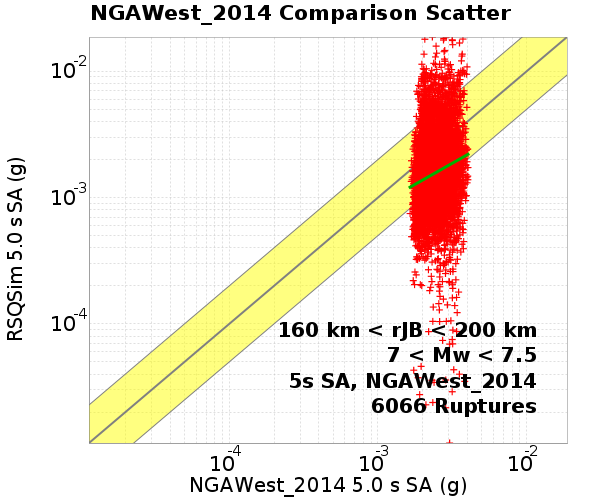 NGAWest_2014 Comparison Scatter
10-2
10-3
10-4
RSQSim 5.0 s SA (g)
160 km < rJB < 200 km
7 < Mw < 7.5
5s SA, NGAWest_2014
6066 Ruptures
10-4 10-3 10-2
NGAWest_2014 5.0 s SA (g)